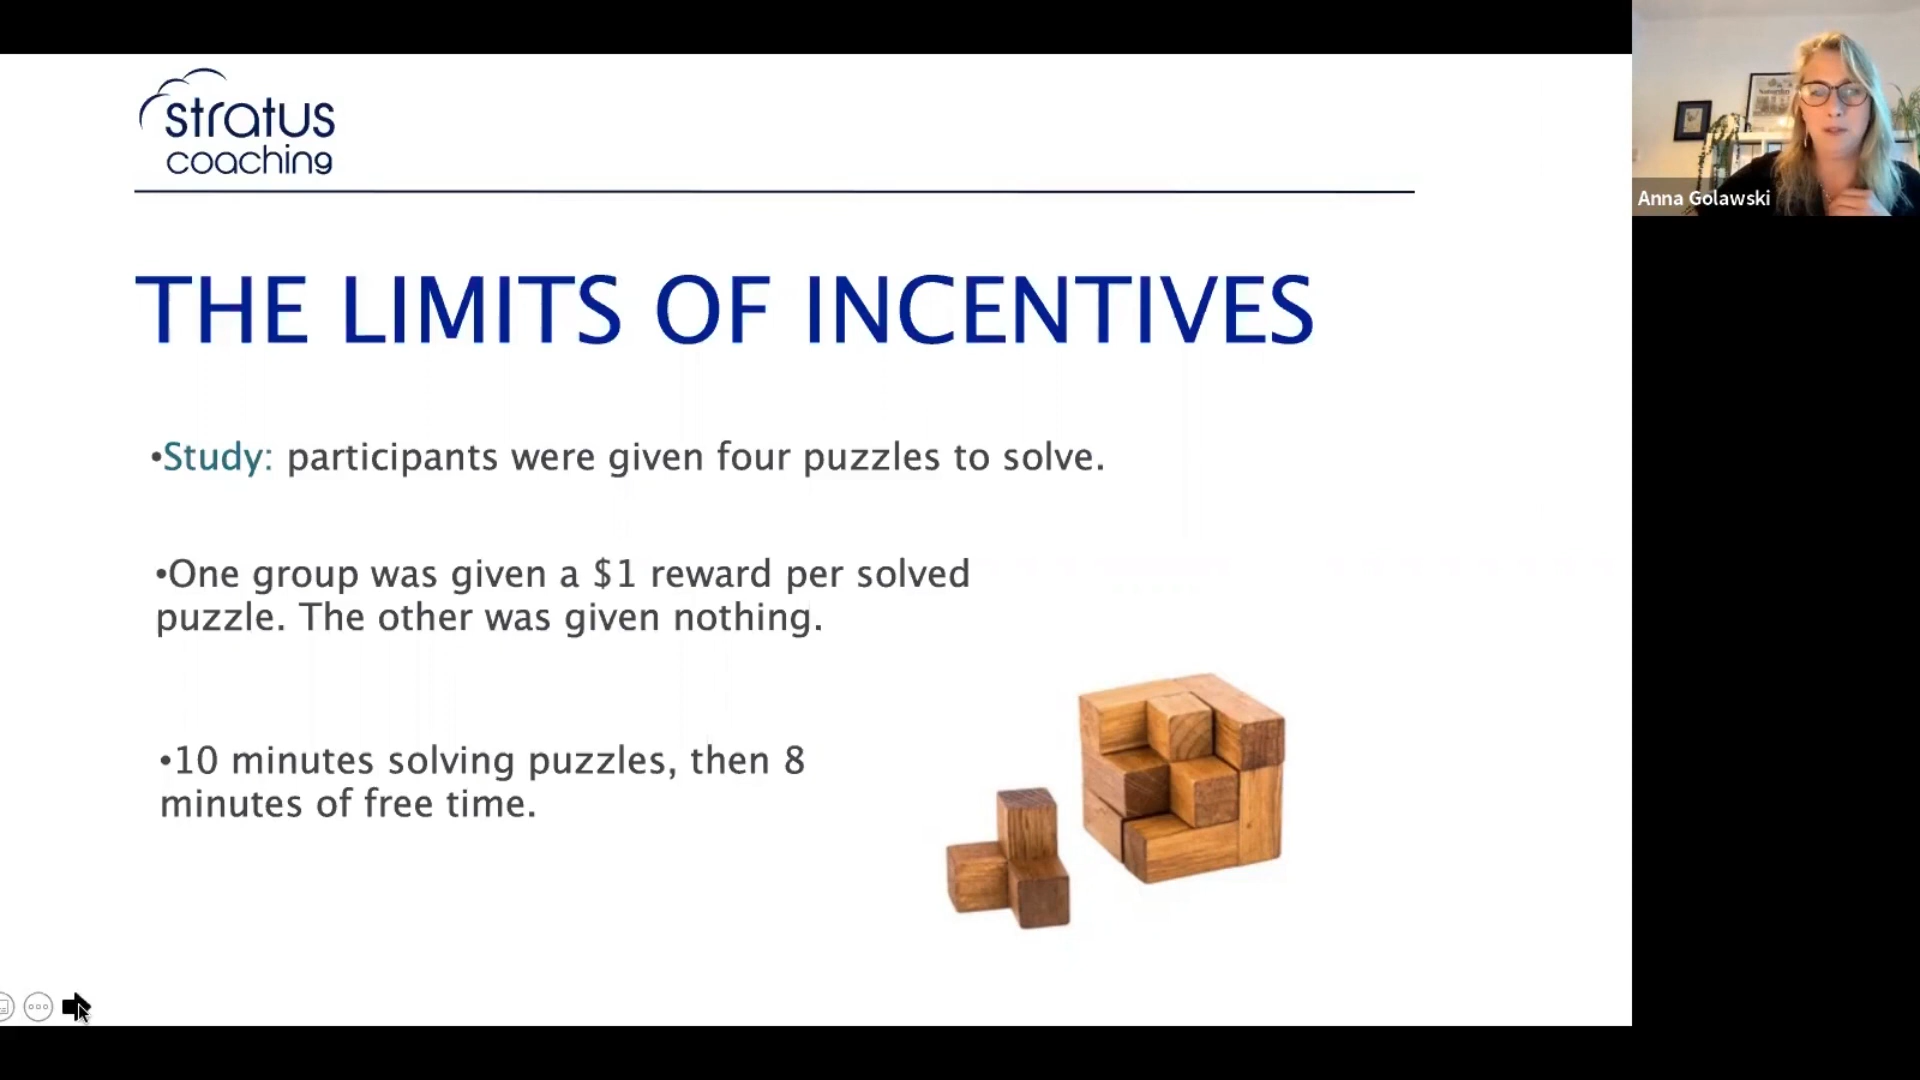 stratus
coaching
Anna Golawski
THE LIMITS OF INCENTIVES
•Study: participants were given four puzzles to solve.
•One group was given a $1 reward per solved
puzzle. The other was given nothing.
•10 minutes solving puzzles, then 8
minutes of free time.